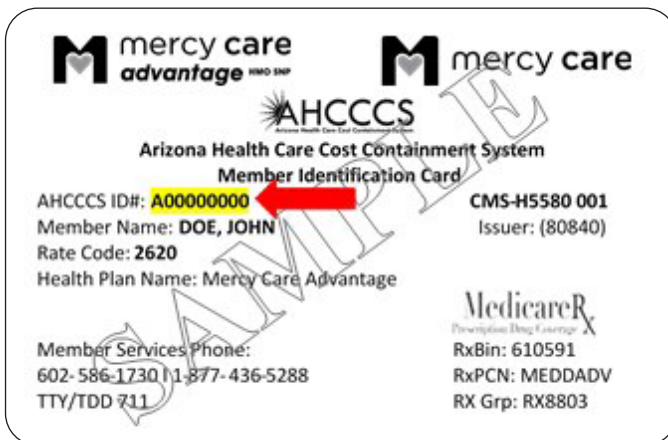 mercy care mercy care
advantage HMO SNP
AHCCCS
Arizona Health Care Cost Containment System
Arizona Health Care Cost Containment System
Member Identification Card
AHCCCS ID#: A00000000 CMS-H5580 001
Member Name: DOE, JOHN Issuer: (80840)
Rate Code: 2620
Health Plan Name: Mercy Care Advantage
MedicareRx
Prescription Drug Coverage
Member Services Phone: RxBin: 610591
602-586-1730 I 1-877-436-5288 RxPCN: MEDDADV
TTY/TDD 711 RX Grp: RX8803
SAMPLE